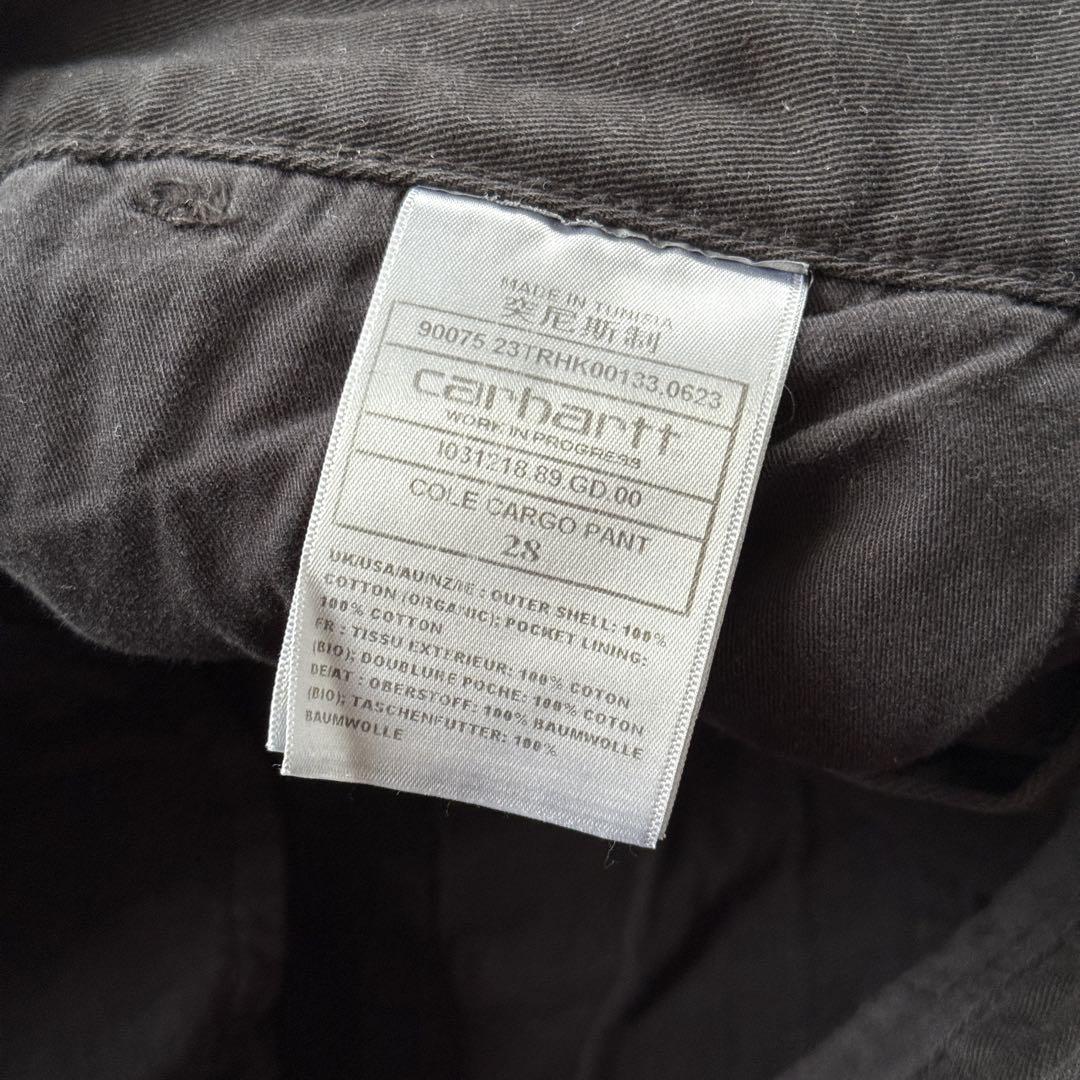 MADE IN TUNISIA
突尼斯制
90075 23TRHK00133.0623
carhartt
WORK IN PROGRESS
I031218.89.GD.00
COLE CARGO PANT
28
UK/USA/AU/NZ/IE : OUTER SHELL: 100%
COTTON (ORGANIC); POCKET LINING:
100% COTTON
FR : TISSU EXTERIEUR: 100% COTON
(BIO); DOUBLURE POCHE: 100% COTON
DE/AT : OBERSTOFF: 100% BAUMWOLLE
(BIO); TASCHENFUTTER: 100%
BAUMWOLLE